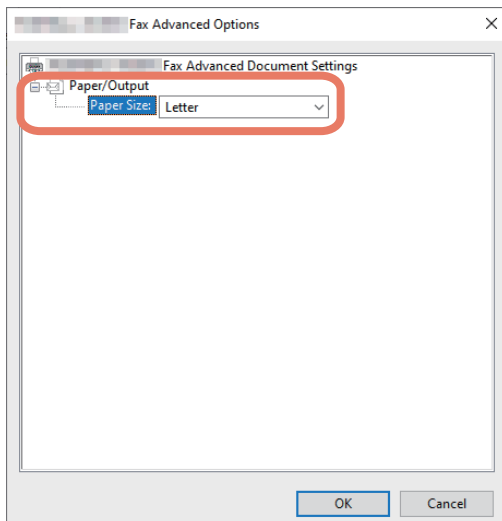 Fax Advanced Options
Fax Advanced Document Settings
Paper/Output
Paper Size: Letter
OK Cancel